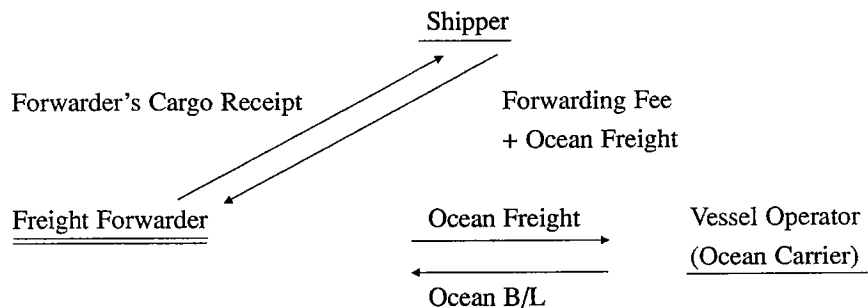 Shipper
Forwarder's Cargo Receipt
Forwarding Fee
+ Ocean Freight
Freight Forwarder
Ocean Freight
Vessel Operator
(Ocean Carrier)
Ocean B/L